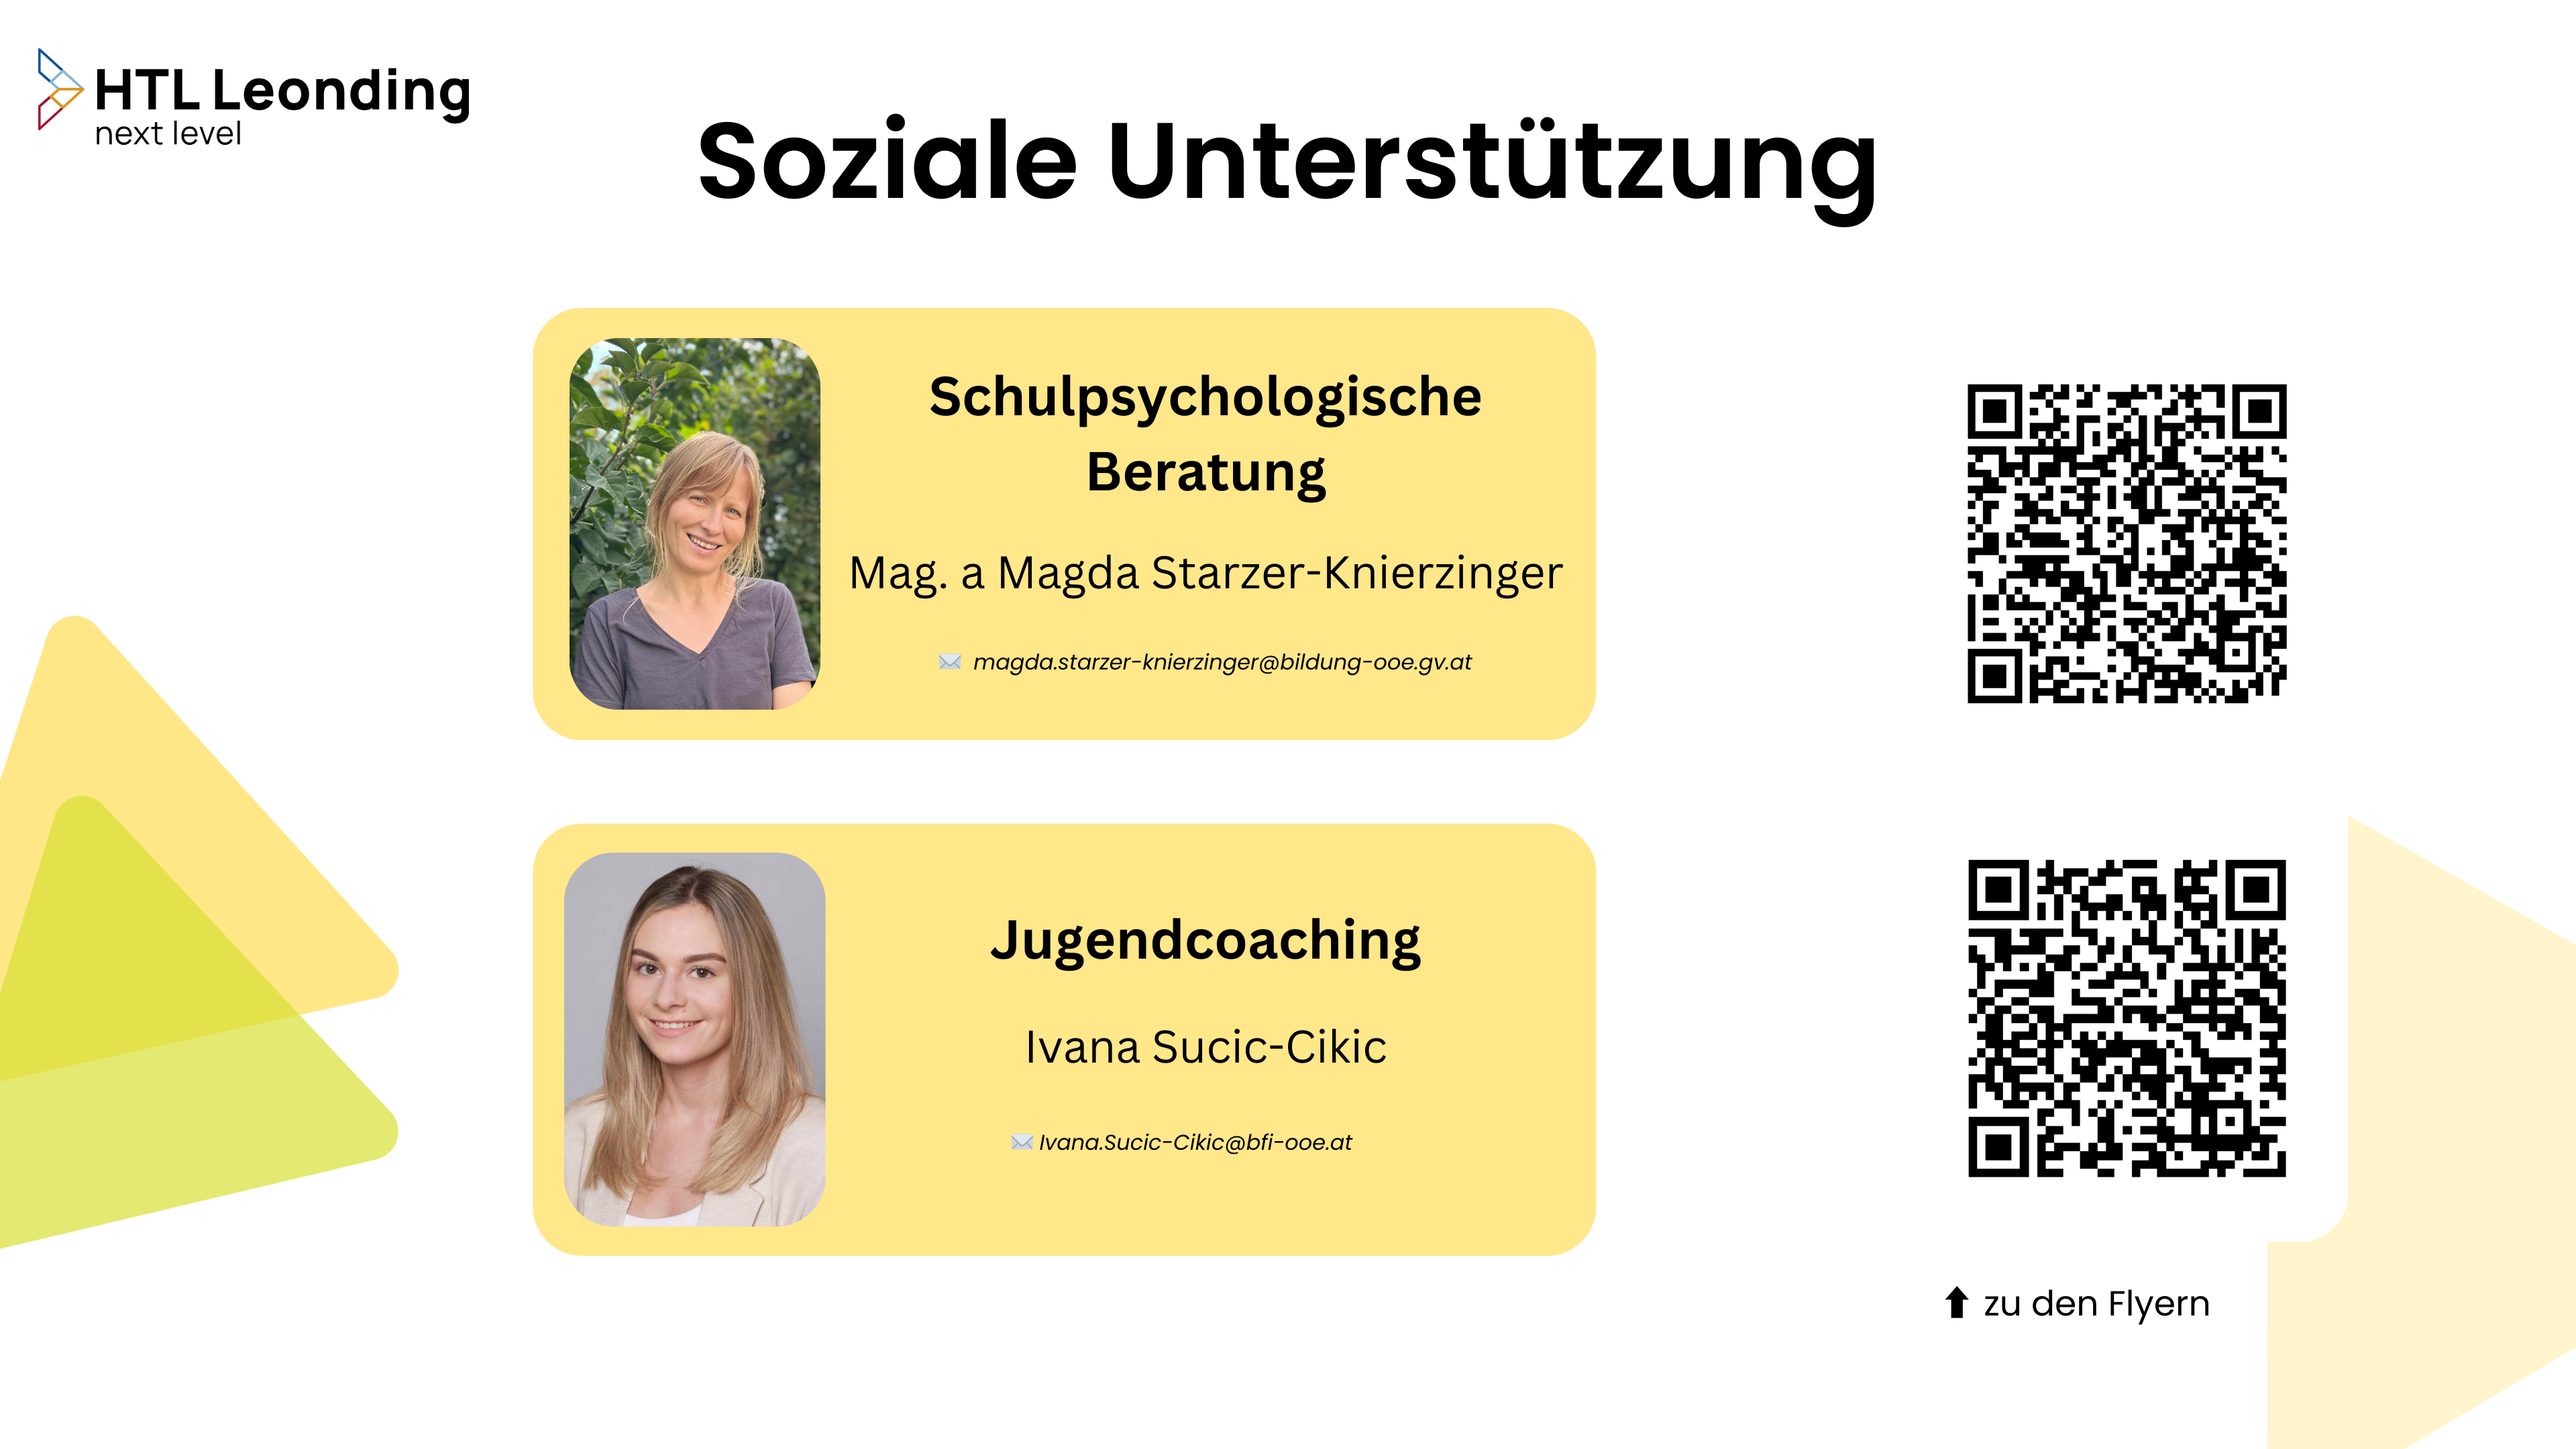 HTL Leonding
next level
Soziale Unterstützung
Schulpsychologische
Beratung
Mag. a Magda Starzer-Knierzinger
magda.starzer-knierzinger@bildung-ooe.gv.at
Jugendcoaching
Ivana Sucic-Cikic
Ivana.Sucic-Cikic@bfi-ooe.at
zu den Flyern